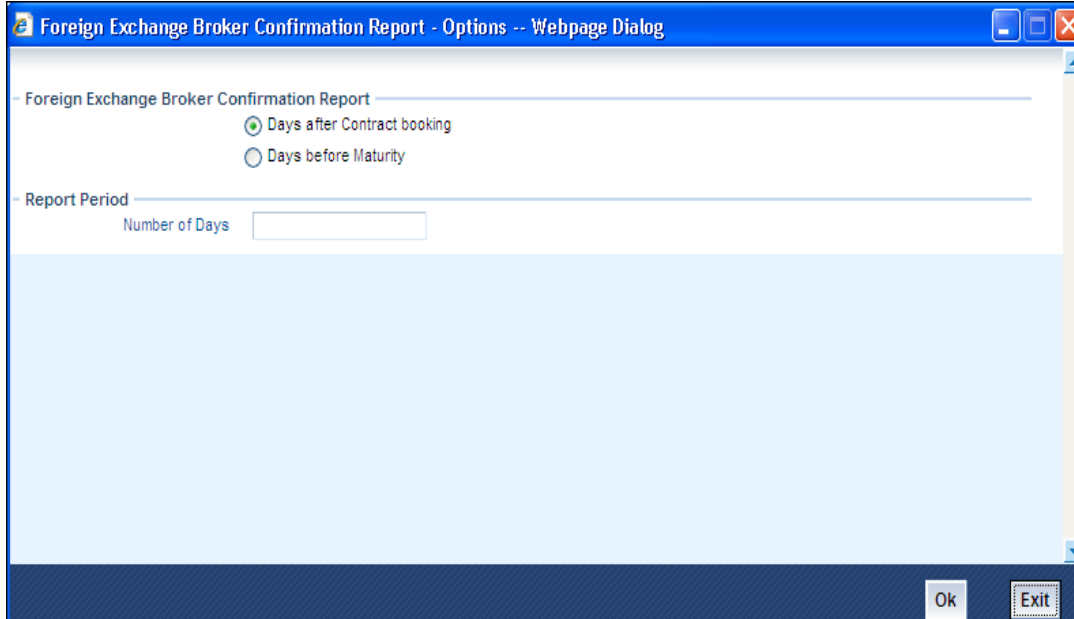 Foreign Exchange Broker Confirmation Report - Options -- Webpage Dialog
Foreign Exchange Broker Confirmation Report
Days after Contract booking
Days before Maturity
Report Period
Number of Days
Ok Exit